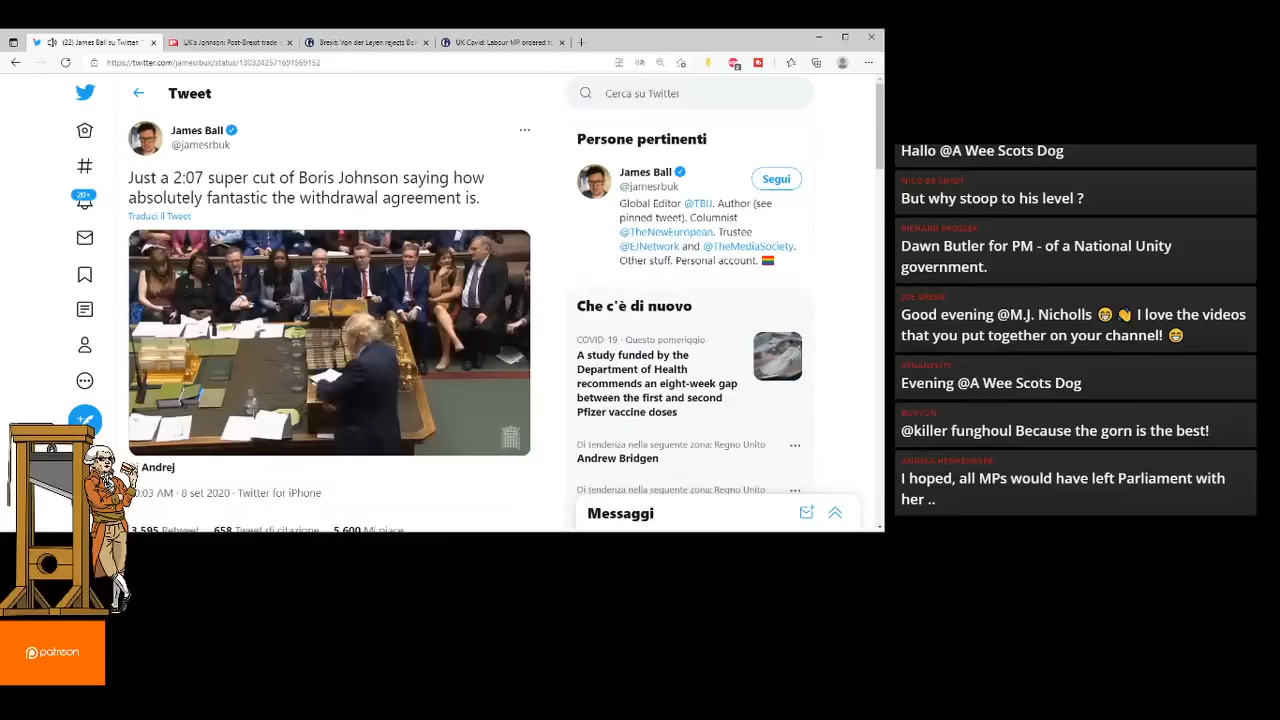 (22) James Ball su Twitter: "
UK's Johnson: Post-Brexit trade
Brexit: Von der Leyen rejects Bor
UK Covid: Labour MP ordered to
https://twitter.com/jamesrbuk/status/1303242571691569152
Tweet
James Ball
@jamesrbuk
Just a 2:07 super cut of Boris Johnson saying how
absolutely fantastic the withdrawal agreement is.
Traduci il Tweet
Andrej
:03 AM · 8 set 2020 · Twitter for iPhone
3.595 Retweet 658 Tweet di citazione 5.600 Mi piace
20+
Cerca su Twitter
Persone pertinenti
James Ball
@jamesrbuk
Segui
Global Editor @TBIJ. Author (see
pinned tweet). Columnist
@TheNewEuropean. Trustee
@EJNetwork and @TheMediaSociety.
Other stuff. Personal account. 🏳️‍🌈
Che c'è di nuovo
COVID-19 · Questo pomeriggio
A study funded by the
Department of Health
recommends an eight-week gap
between the first and second
Pfizer vaccine doses
Di tendenza nella seguente zona: Regno Unito
Andrew Bridgen
Di tendenza nella seguente zona: Regno Unito
Messaggi
patreon
Hallo @A Wee Scots Dog
NICO DE SMIDT
But why stoop to his level ?
RICHARD PROSSER
Dawn Butler for PM - of a National Unity
government.
JOE GREEN
Good evening @M.J. Nicholls 😁 👏 I love the videos
that you put together on your channel! 😁
Evening @A Wee Scots Dog
BUXTON
@killer funghoul Because the gorn is the best!
I hoped, all MPs would have left Parliament with
her ..